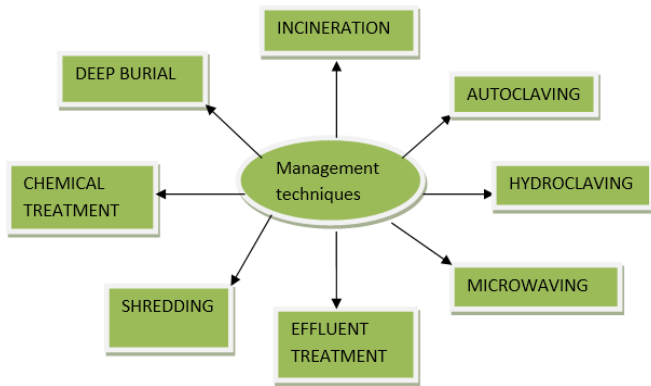 INCINERATION
DEEP BURIAL
AUTOCLAVING
Management
techniques
CHEMICAL
TREATMENT
HYDROCLAVING
MICROWAVING
SHREDDING
EFFLUENT
TREATMENT